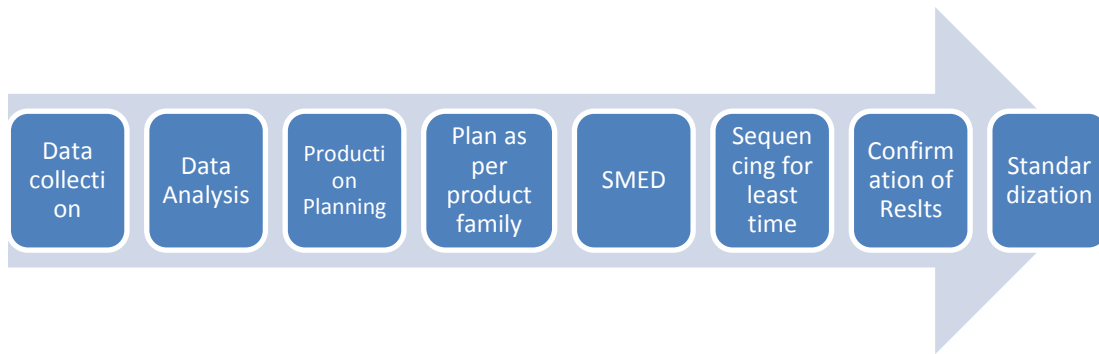 Data
collecti
on
Data
Analysis
Producti
on
Planning
Plan as
per
product
family
SMED
Sequen
cing for
least
time
Confirm
ation of
Reslts
Standar
dization